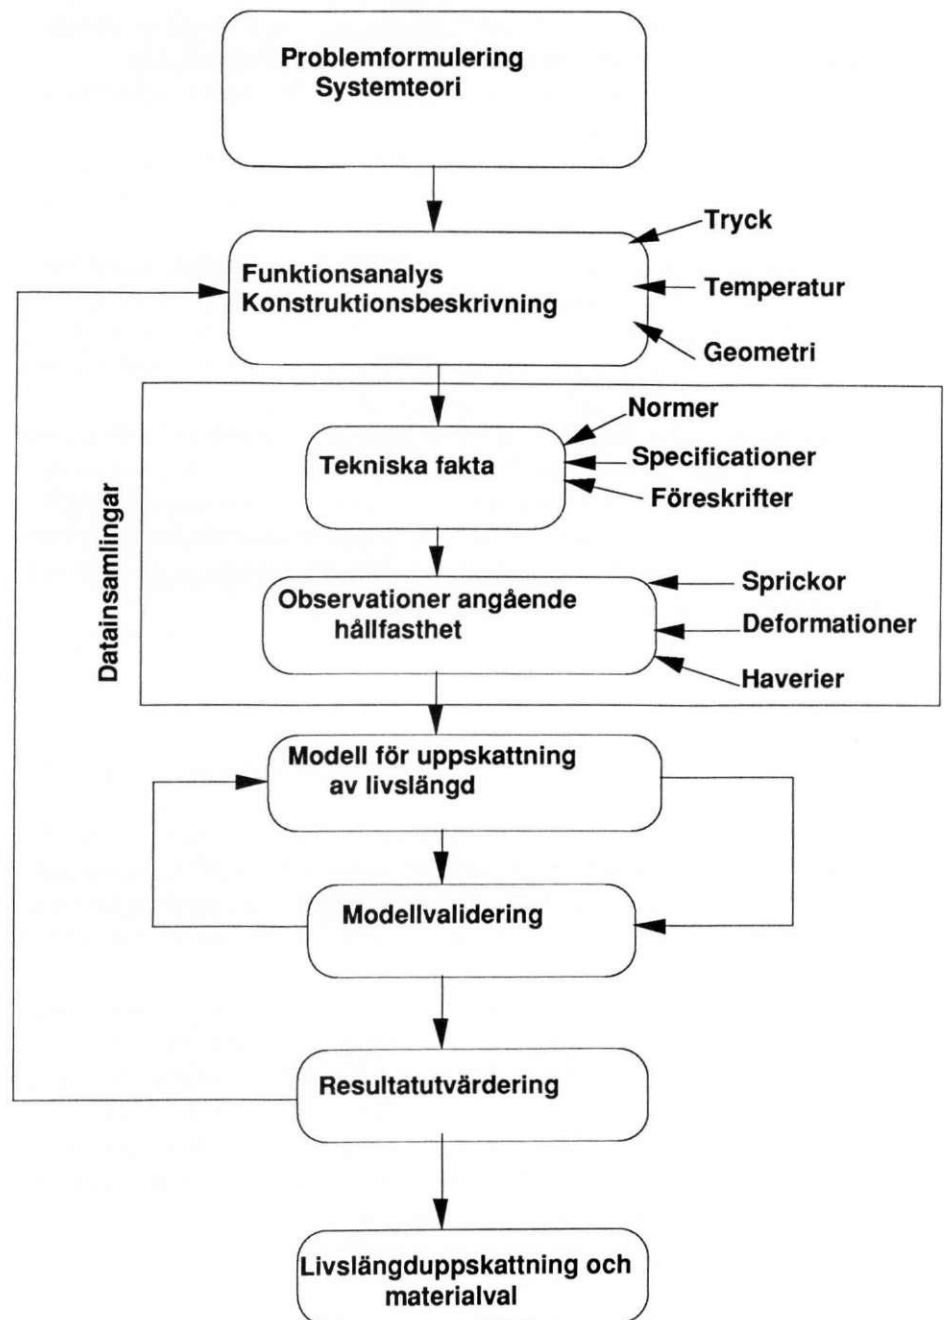 Problemformulering
Systemteori
Tryck
Funktionsanalys
Konstruktionsbeskrivning
Temperatur
Geometri
Datainsamlingar
Normer
Tekniska fakta
Specificationer
Föreskrifter
Sprickor
Observationer angående
hållfasthet
Deformationer
Haverier
Modell för uppskattning
av livslängd
Modellvalidering
Resultatutvärdering
Livslängduppskattning och
materialval